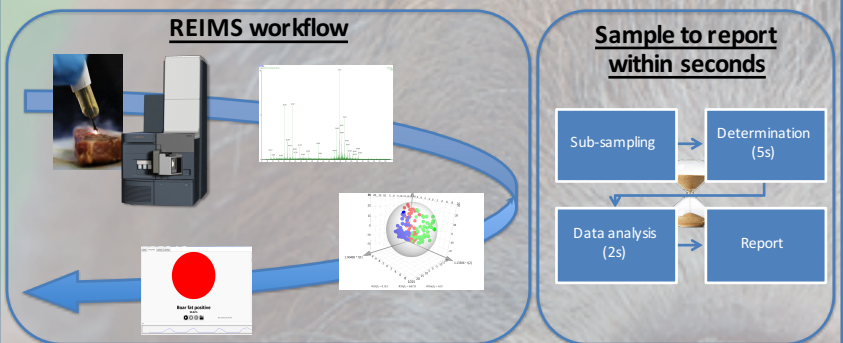 REIMS workflow
Boar fat positive
Sample to report
within seconds
Sub-sampling
Determination
(5s)
Data analysis
(2s)
Report